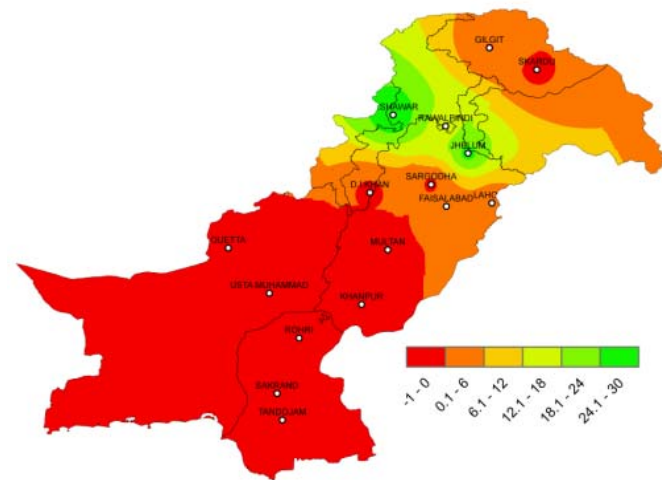 GILGIT
SKARDU
SHAWAR
RAWALPINDI
JHELUM
SARGODHA
D.I.KHAN
FAISALABAD
LAHO
QUETTA
MULTAN
USTA MUHAMMAD
KHANPUR
ROHRI
SAKRAND
TANDOJAM
-1 - 0
0.1 - 6
6.1 - 12
12.1 - 18
18.1 - 24
24.1 - 30